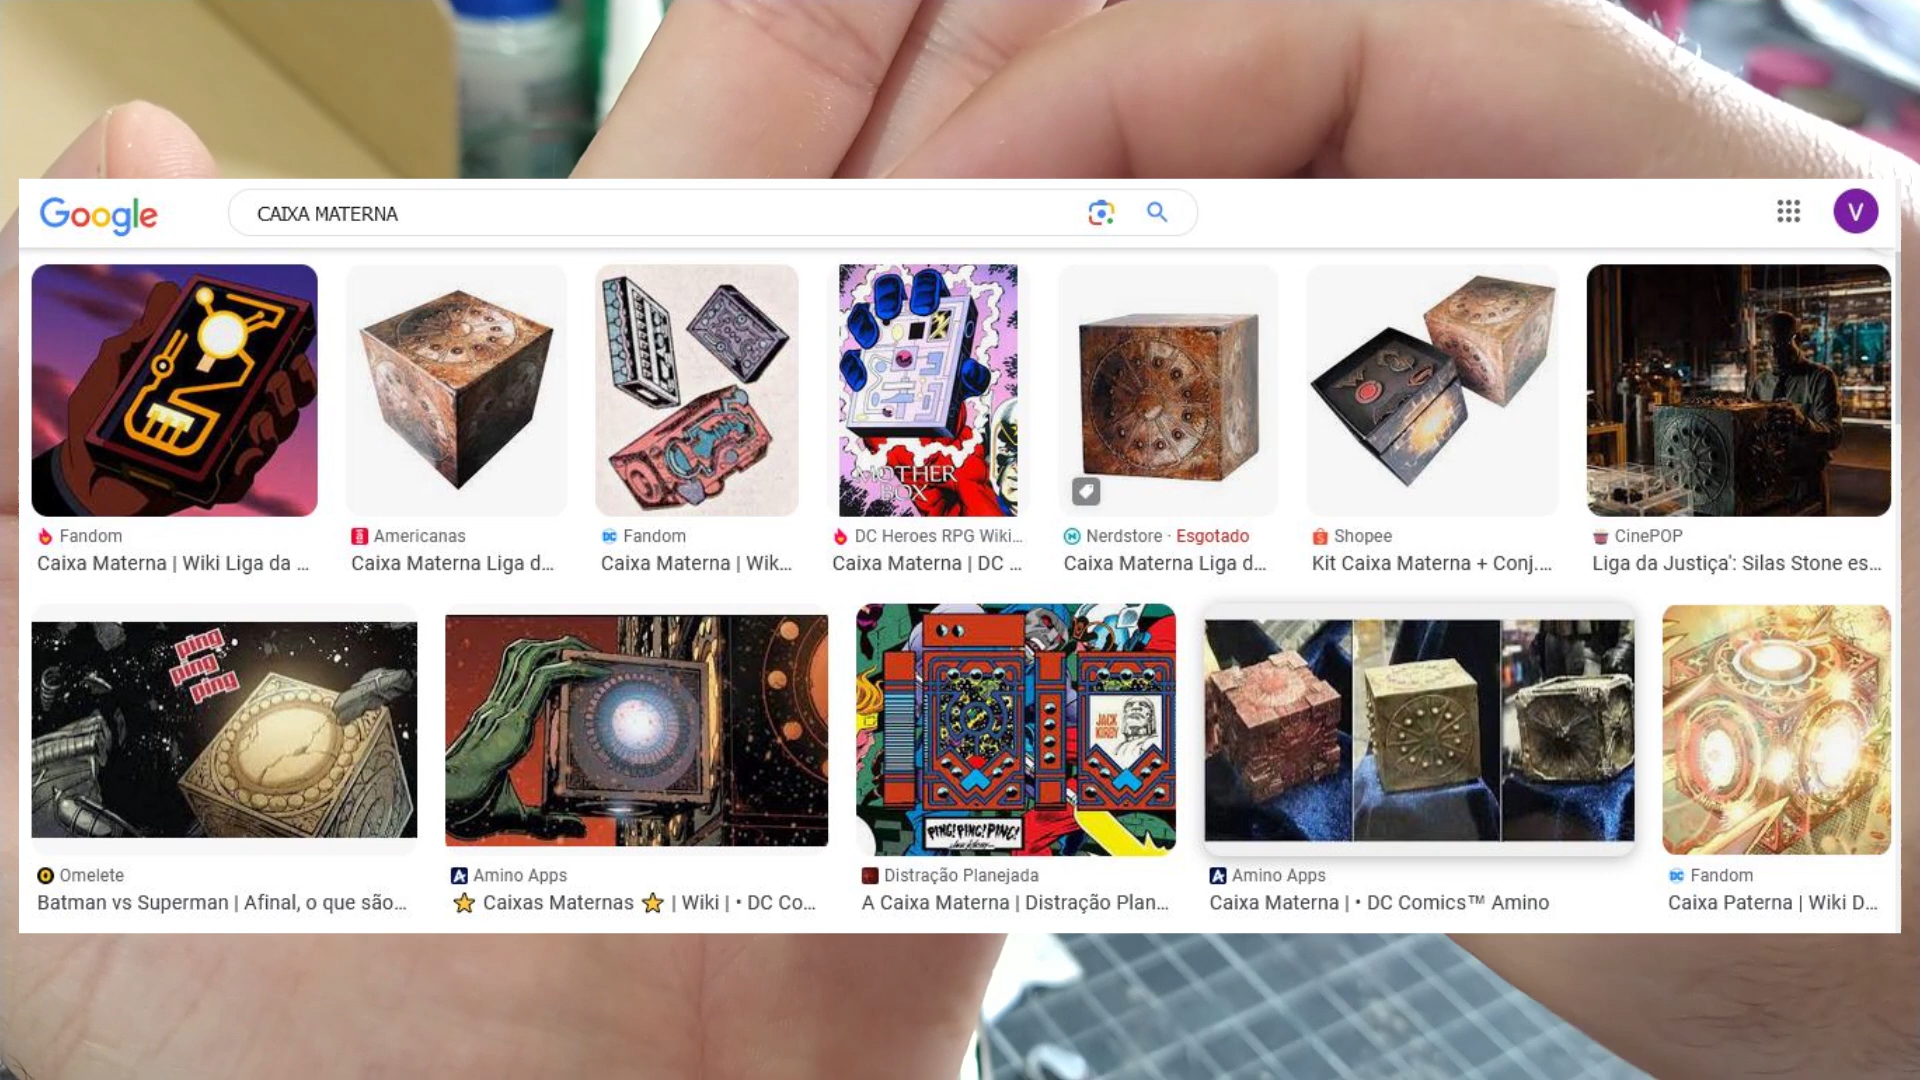 Google
CAIXA MATERNA
V
MOTHER
BOX
Fandom
Caixa Materna | Wiki Liga da ...
Americanas
Caixa Materna Liga d...
Fandom
Caixa Materna | Wik...
DC Heroes RPG Wiki...
Caixa Materna | DC ...
Nerdstore · Esgotado
Caixa Materna Liga d...
Shopee
Kit Caixa Materna + Conj....
CinePOP
Liga da Justiça': Silas Stone es...
ping
ping
ping
JACK
KIRBY
PING! PING! PING!
Omelete
Batman vs Superman | Afinal, o que são...
Amino Apps
⭐ Caixas Maternas ⭐ | Wiki | • DC Co...
Distração Planejada
A Caixa Materna | Distração Plan...
Amino Apps
Caixa Materna | • DC Comics™ Amino
DC Fandom
Caixa Paterna | Wiki D...